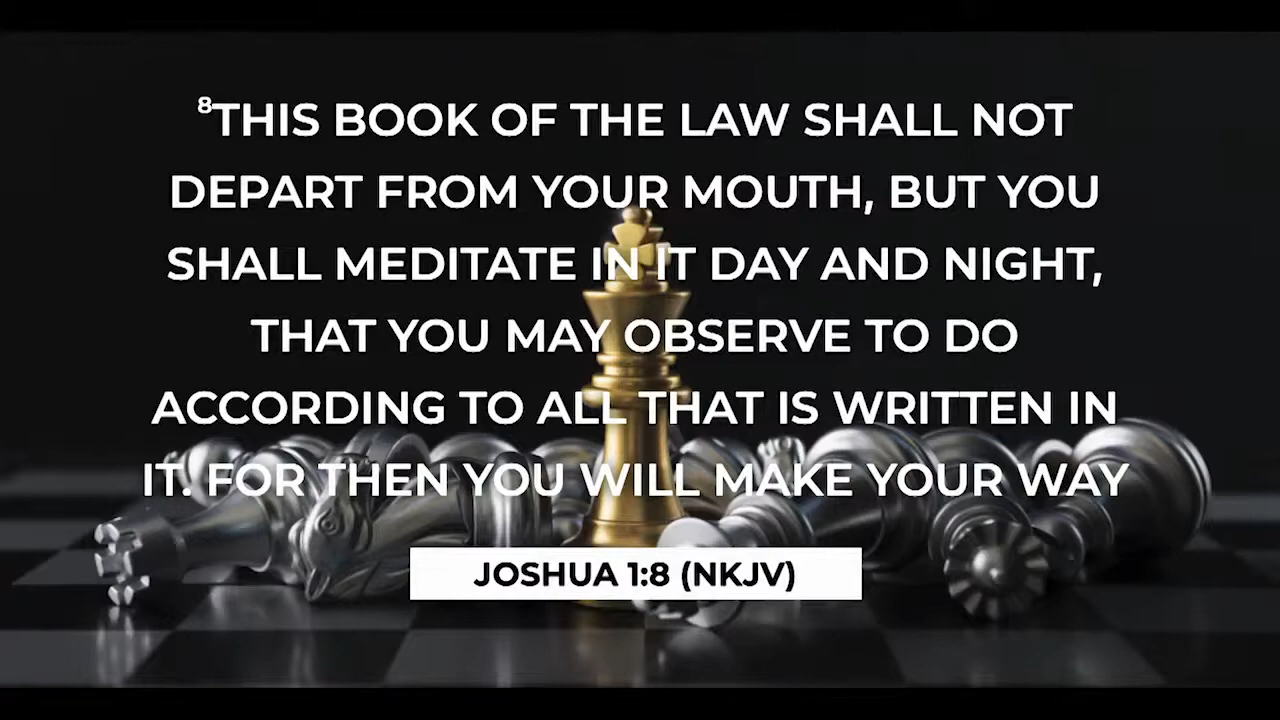 ⁸THIS BOOK OF THE LAW SHALL NOT
DEPART FROM YOUR MOUTH, BUT YOU
SHALL MEDITATE IN IT DAY AND NIGHT,
THAT YOU MAY OBSERVE TO DO
ACCORDING TO ALL THAT IS WRITTEN IN
IT. FOR THEN YOU WILL MAKE YOUR WAY
JOSHUA 1:8 (NKJV)